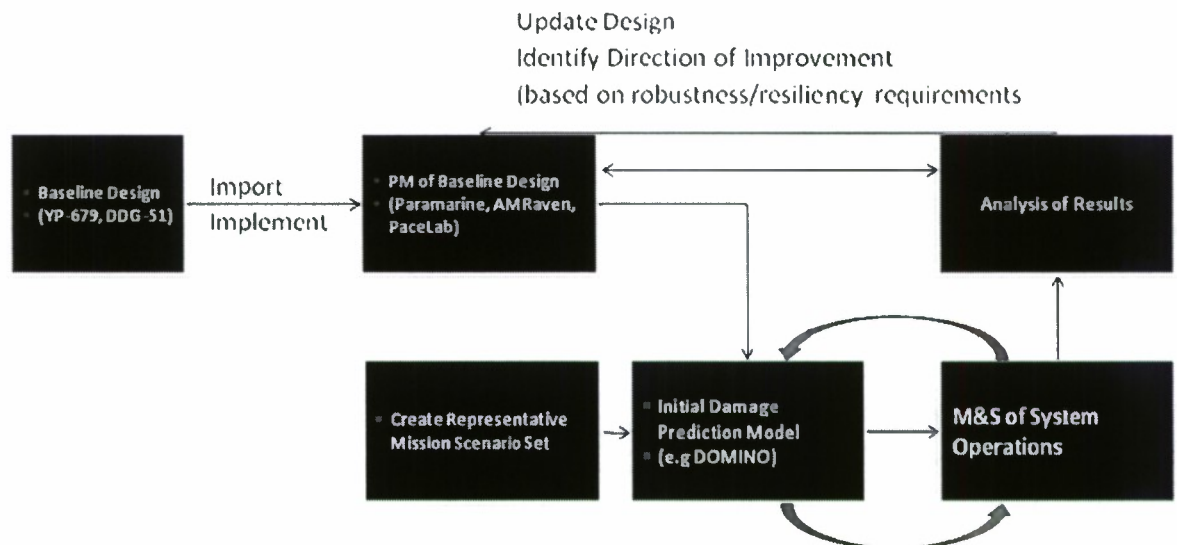 Update Design
Identify Direction of Improvement
(based on robustness/resiliency requirements
Baseline Design
(YP-679, DDG-51)
Import
Implement
PM of Baseline Design
(Paramarine, AMRaven,
PaceLab)
Analysis of Results
Create Representative
Mission Scenario Set
Initial Damage
Prediction Model
(e.g DOMINO)
M&S of System
Operations